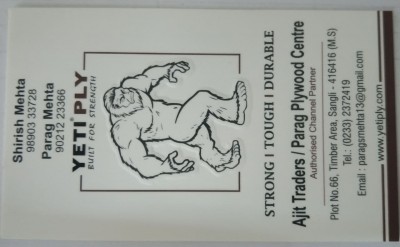 Shirish Mehta
98903 33728
Parag Mehta
90212 23366
YETI PLY
BUILT FOR STRENGTH
STRONG | TOUGH | DURABLE
Ajit Traders / Parag Plywood Centre
Authorised Channel Partner
Plot No.66, Timber Area, Sangli - 416416 (M.S)
Tel.: (0233) 2372419
Email : paragsmehta13@gmail.com
www.yetiply.com